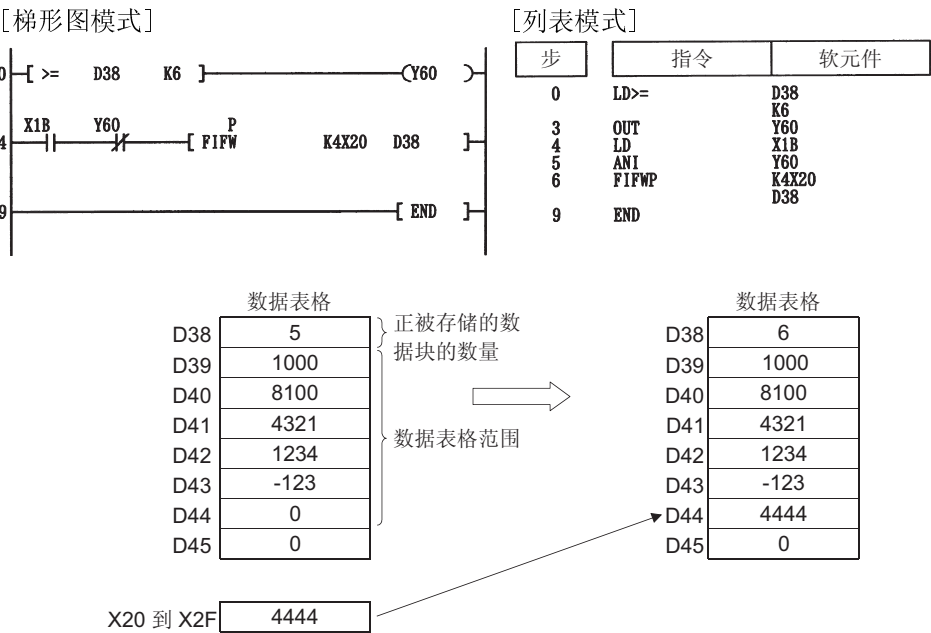 [梯形图模式]
0 [ >= D38 K6 ] (Y60 )
4 X1B Y60 [ FIFW P K4X20 D38 ]
9 [ END ]
[列表模式]
步 指令 软元件
0 LD>= D38
K6
3 OUT Y60
4 LD X1B
5 ANI Y60
6 FIFWP K4X20
D38
9 END
数据表格
D38 5
D39 1000
D40 8100
D41 4321
D42 1234
D43 -123
D44 0
D45 0
正被存储的数
据块的数量
数据表格范围
X20 到 X2F 4444
数据表格
D38 6
D39 1000
D40 8100
D41 4321
D42 1234
D43 -123
D44 4444
D45 0